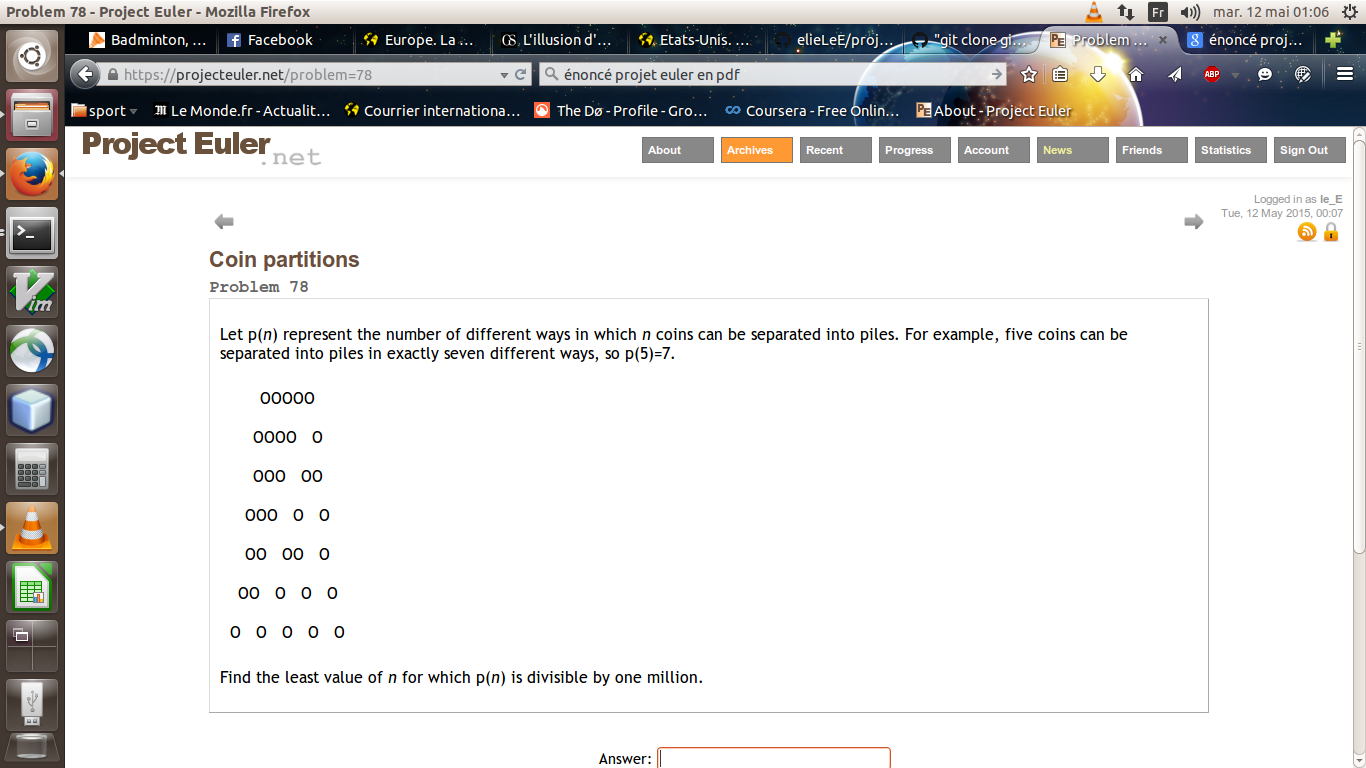 Problem 78 - Project Euler - Mozilla Firefox
Fr
mar. 12 mai 01:06
Badminton, ...
Facebook
Europe. La ...
L'illusion d'...
Etats-Unis. ...
elieLeE/proj...
"git clone gi...
Problem ...
énoncé proj...
https://projecteuler.net/problem=78
énoncé projet euler en pdf
ABP
sport
Le Monde.fr - Actualit...
Courrier internationa...
The Dø - Profile - Gro...
Coursera - Free Onlin...
About - Project Euler
Project Euler
.net
About
Archives
Recent
Progress
Account
News
Friends
Statistics
Sign Out
Logged in as le_E
Tue, 12 May 2015, 00:07
Coin partitions
Problem 78
Let p(n) represent the number of different ways in which n coins can be separated into piles. For example, five coins can be
separated into piles in exactly seven different ways, so p(5)=7.
OOOOO
OOOO O
OOO OO
OOO O O
OO OO O
OO O O O
O O O O O
Find the least value of n for which p(n) is divisible by one million.
Answer: